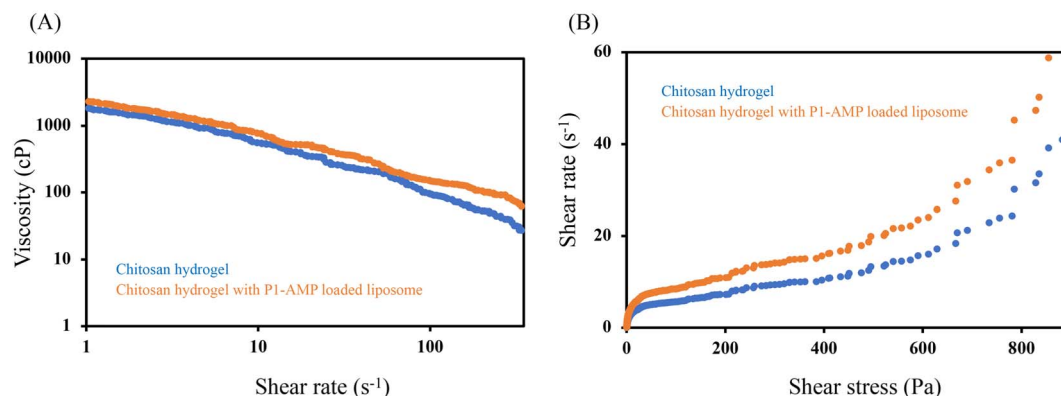 (A)
Viscosity (cP)
10000
1000
100
10
1
Chitosan hydrogel
Chitosan hydrogel with P1-AMP loaded liposome
1
10
100
Shear rate (s-1)
(B)
Shear rate (s-1)
60
40
20
0
Chitosan hydrogel
Chitosan hydrogel with P1-AMP loaded liposome
0
200
400
600
800
Shear stress (Pa)